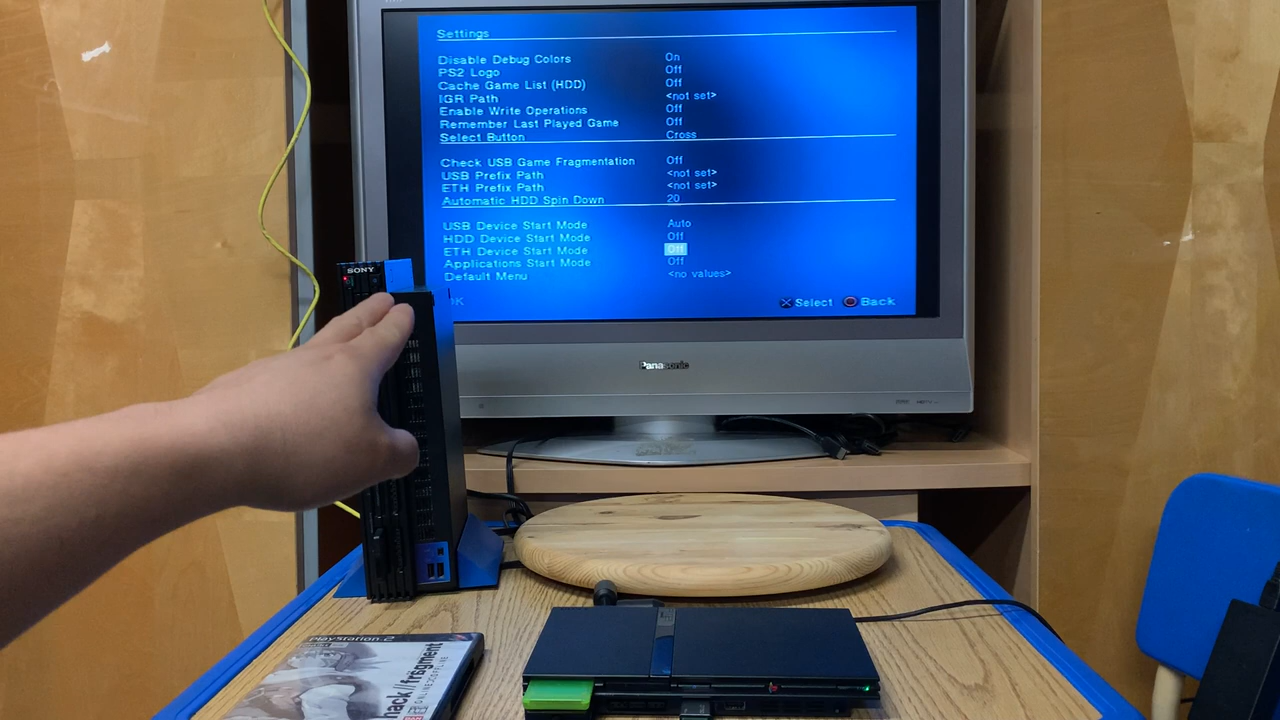 Settings
Disable Debug Colors On
PS2 Logo Off
Cache Game List (HDD) Off
IGR Path <not set>
Enable Write Operations Off
Remember Last Played Game Off
Select Button Cross
Check USB Game Fragmentation Off
USB Prefix Path <not set>
ETH Prefix Path <not set>
Automatic HDD Spin Down 20
USB Device Start Mode Auto
HDD Device Start Mode Off
ETH Device Start Mode Off
Applications Start Mode Off
Default Menu <no values>
OK Select Back
SONY
Panasonic
PlayStation 2
hack//frägment